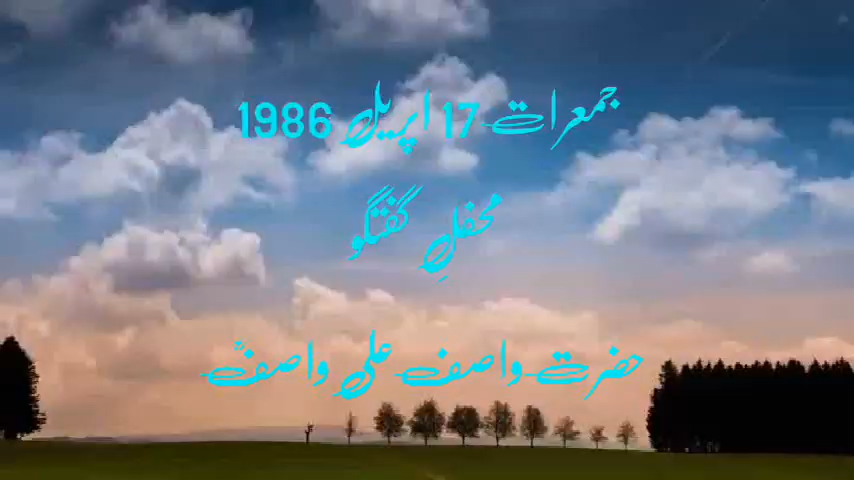 جمعرات 17 اپریل 1986
محفلِ گفتگو
حضرت واصف علی واصفؒ